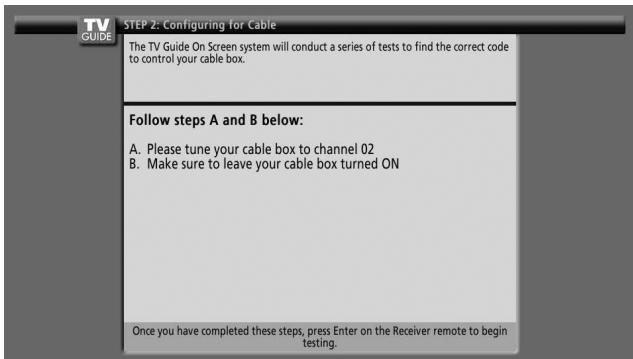 TV
GUIDE
STEP 2: Configuring for Cable
The TV Guide On Screen system will conduct a series of tests to find the correct code
to control your cable box.
Follow steps A and B below:
A. Please tune your cable box to channel 02
B. Make sure to leave your cable box turned ON
Once you have completed these steps, press Enter on the Receiver remote to begin
testing.